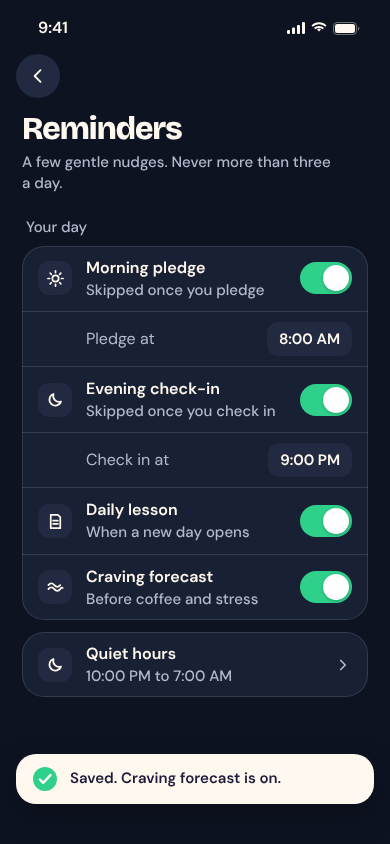 9:41
Reminders
A few gentle nudges. Never more than three
a day.
Your day
Morning pledge
Skipped once you pledge
Pledge at
8:00 AM
Evening check-in
Skipped once you check in
Check in at
9:00 PM
Daily lesson
When a new day opens
Craving forecast
Before coffee and stress
Quiet hours
10:00 PM to 7:00 AM
Saved. Craving forecast is on.